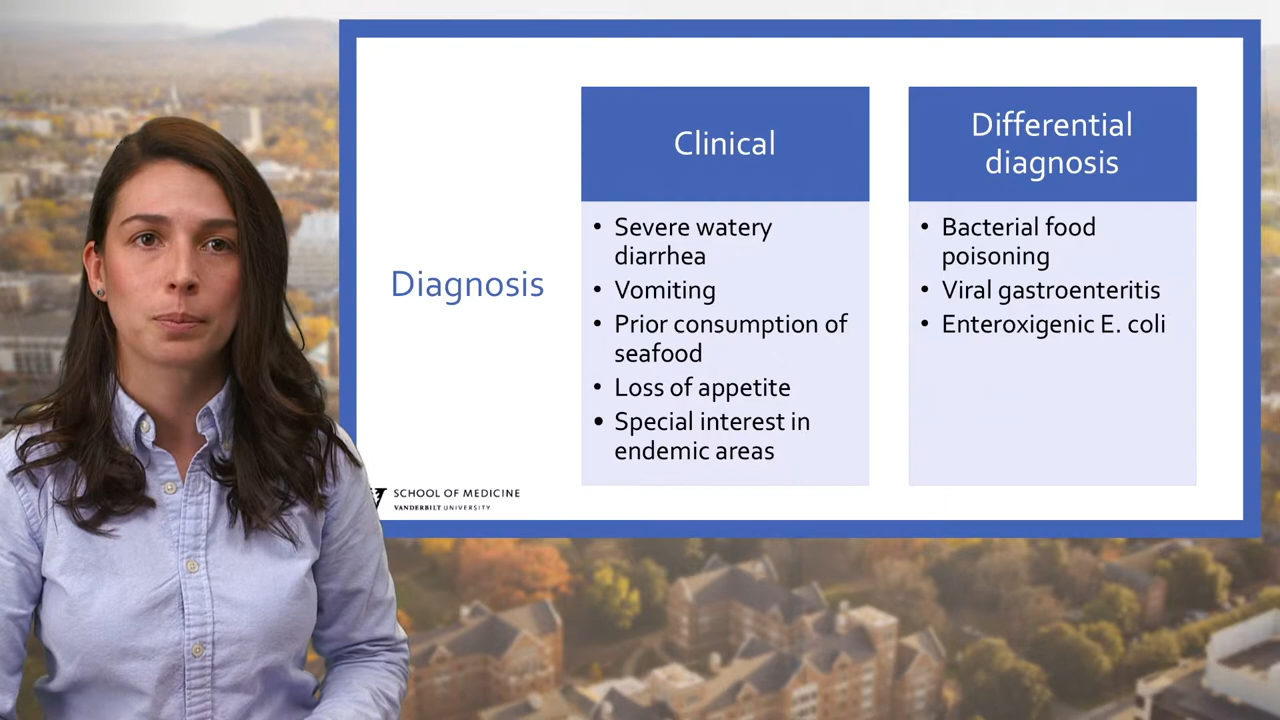 Diagnosis
Clinical
• Severe watery
diarrhea
• Vomiting
• Prior consumption of
seafood
• Loss of appetite
• Special interest in
endemic areas
Differential
diagnosis
• Bacterial food
poisoning
• Viral gastroenteritis
• Enteroxigenic E. coli
SCHOOL OF MEDICINE
VANDERBILT UNIVERSITY